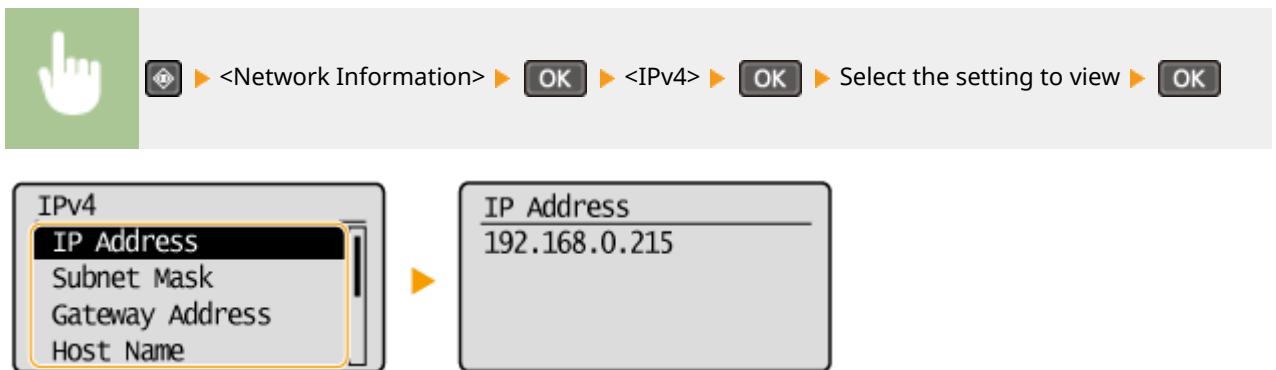 <Network Information> OK <IPv4> OK Select the setting to view OK
IPv4
IP Address
Subnet Mask
Gateway Address
Host Name
IP Address
192.168.0.215